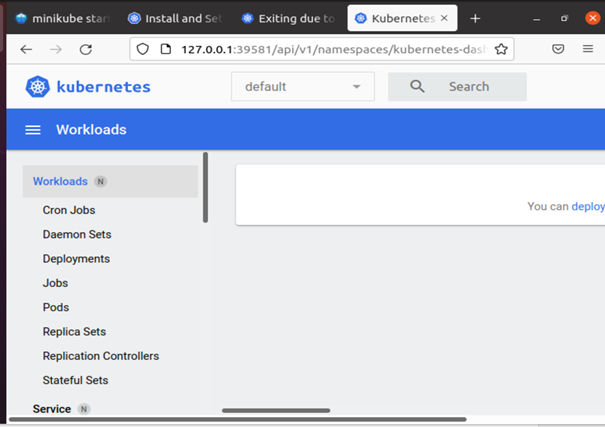 minikube star
Install and Set
Exiting due to
Kubernetes
127.0.0.1:39581/api/v1/namespaces/kubernetes-dash
kubernetes
default
Search
Workloads
Workloads N
Cron Jobs
Daemon Sets
Deployments
Jobs
Pods
Replica Sets
Replication Controllers
Stateful Sets
Service N
You can deploy